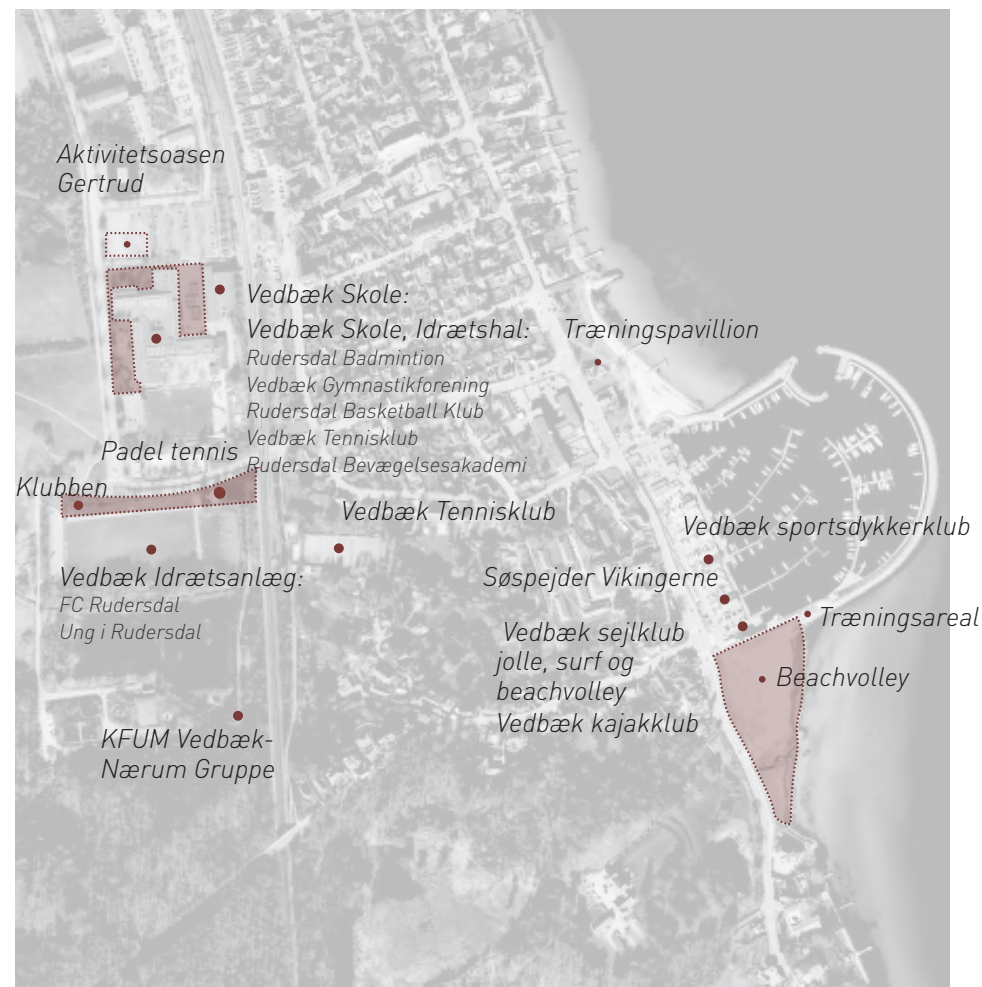 Aktivitetsoasen
Gertrud
Vedbæk Skole:
Vedbæk Skole, Idrætshal:
Rudersdal Badmintion
Vedbæk Gymnastikforening
Rudersdal Basketball Klub
Vedbæk Tennisklub
Rudersdal Bevægelsesakademi
Træningspavillion
Padel tennis
Klubben
Vedbæk Tennisklub
Vedbæk Idrætsanlæg:
FC Rudersdal
Ung i Rudersdal
KFUM Vedbæk-
Nærum Gruppe
Vedbæk sportsdykkerklub
Søspejder Vikingerne
Vedbæk sejlklub
jolle, surf og
beachvolley
Vedbæk kajakklub
Træningsareal
Beachvolley